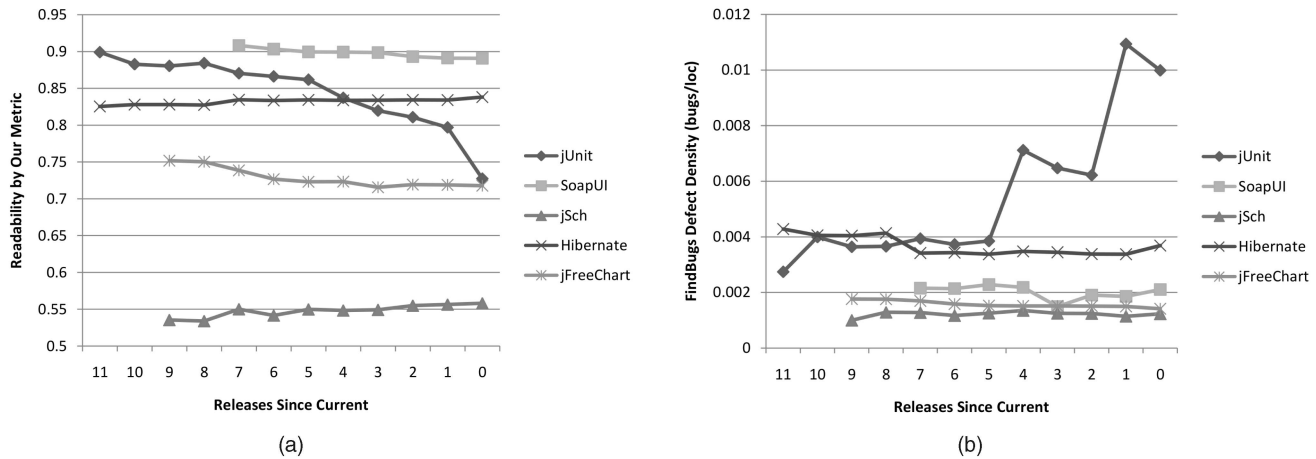 0.95
0.9
0.85
0.8
0.75
0.7
0.65
0.6
0.55
0.5
Readability by Our Metric
11 10 9 8 7 6 5 4 3 2 1 0
Releases Since Current
jUnit
SoapUI
jSch
Hibernate
jFreeChart
(a)
0.012
0.01
0.008
0.006
0.004
0.002
0
FindBugs Defect Density (bugs/loc)
11 10 9 8 7 6 5 4 3 2 1 0
Releases Since Current
jUnit
SoapUI
jSch
Hibernate
jFreeChart
(b)